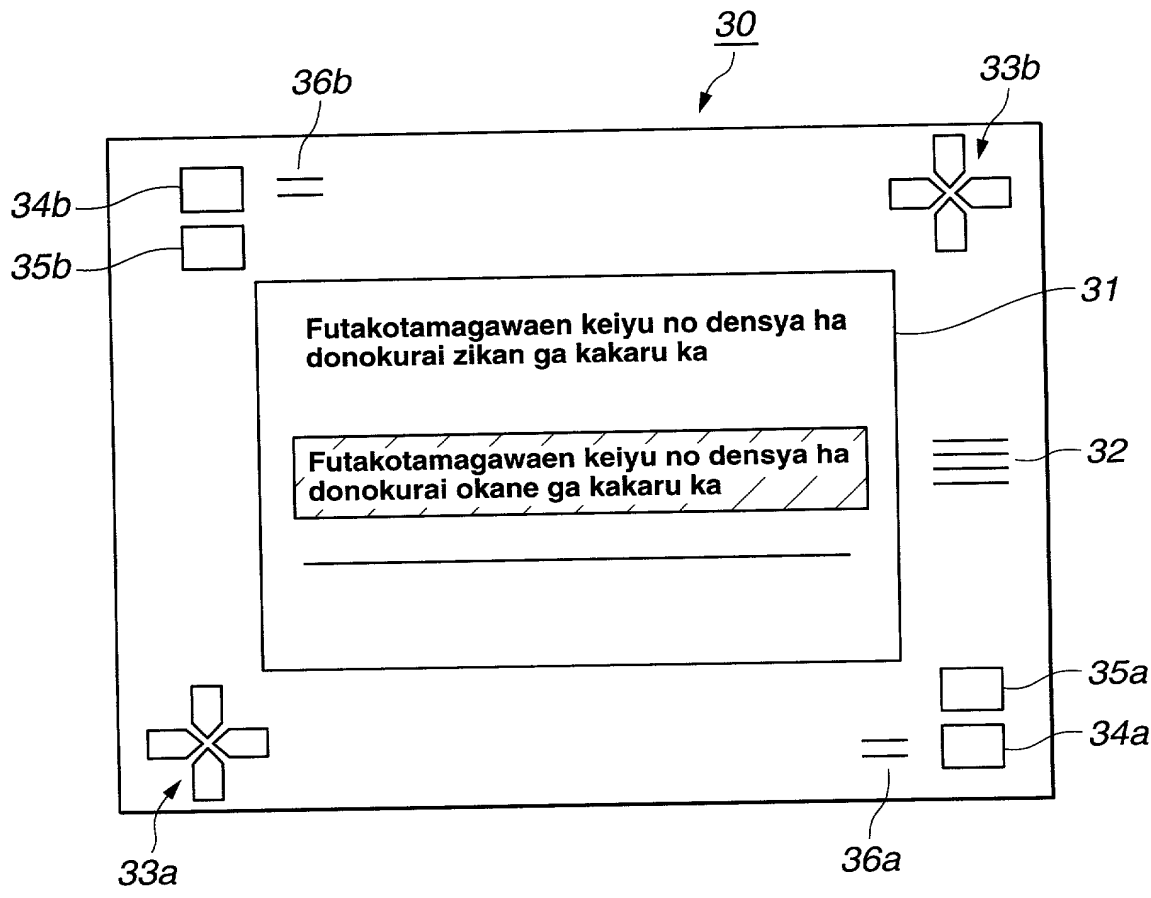 30
36b
33b
34b
35b
31
Futakotamagawaen keiyu no densya ha
donokurai zikan ga kakaru ka
Futakotamagawaen keiyu no densya ha
donokurai okane ga kakaru ka
32
35a
34a
33a
36a